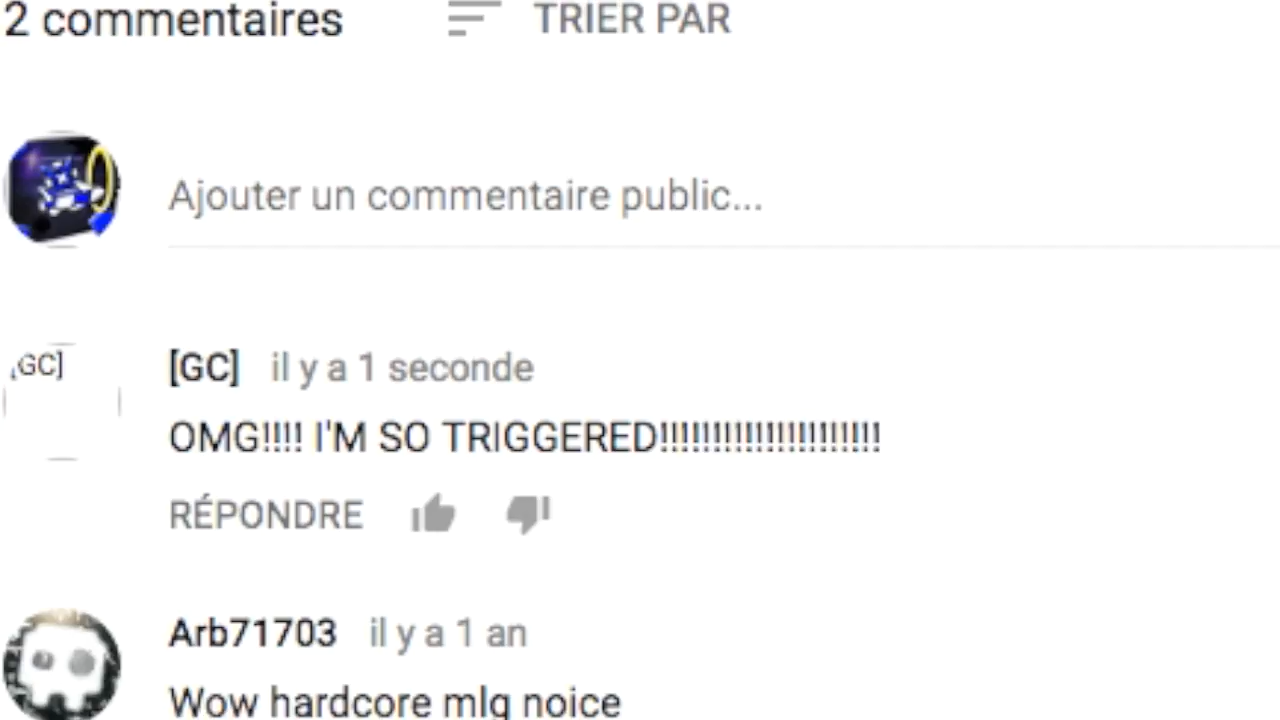 2 commentaires TRIER PAR
Ajouter un commentaire public...
[GC]
[GC] il y a 1 seconde
OMG!!!! I'M SO TRIGGERED!!!!!!!!!!!!!!!!!!!!!
RÉPONDRE
Arb71703 il y a 1 an
Wow hardcore mlg noice